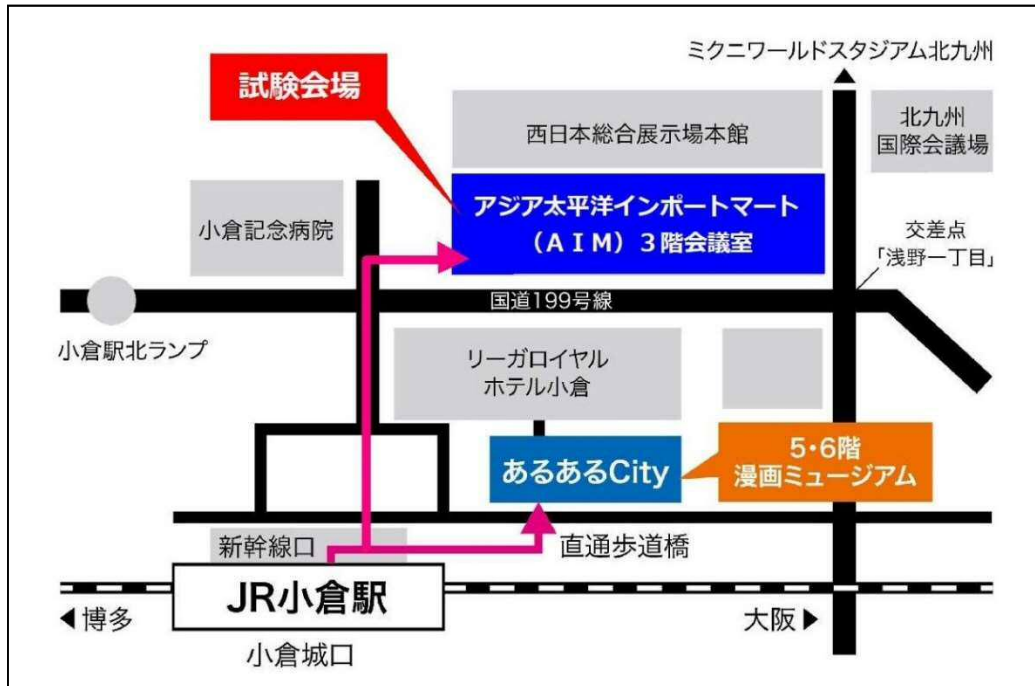 ミクニワールドスタジアム北九州
試験会場
西日本総合展示場本館
北九州
国際会議場
アジア太平洋インポートマート
（ＡＩＭ）３階会議室
小倉記念病院
交差点
「浅野一丁目」
国道199号線
小倉駅北ランプ
リーガロイヤル
ホテル小倉
あるあるCity
5・6階
漫画ミュージアム
新幹線口
直通歩道橋
JR小倉駅
◀博多
大阪▶
小倉城口